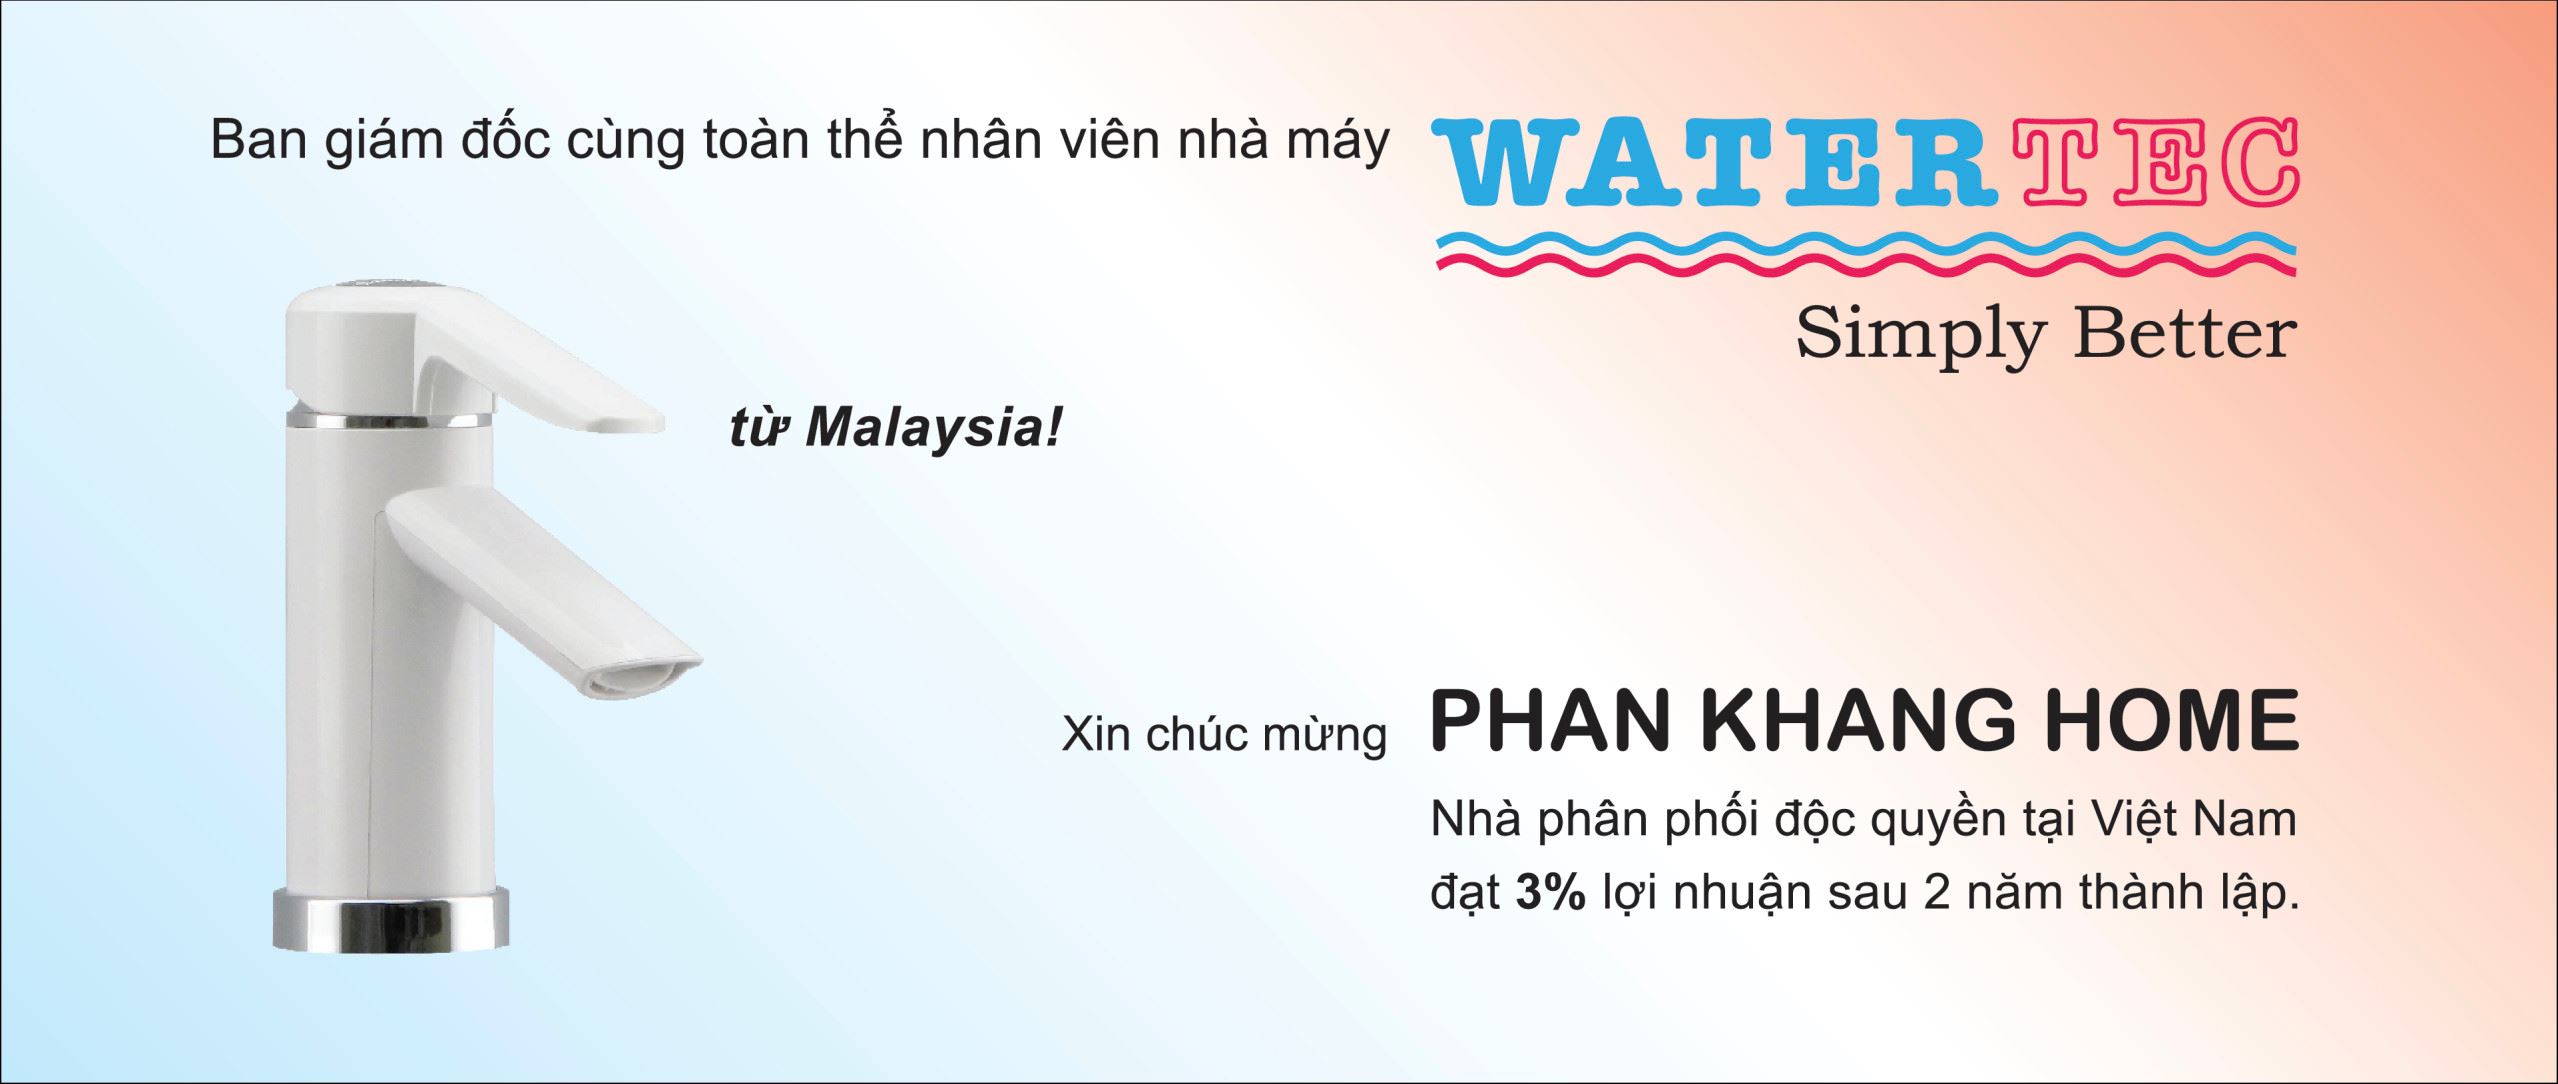 Ban giám đốc cùng toàn thể nhân viên nhà máy WATERTEC
Simply Better
từ Malaysia!
Xin chúc mừng PHAN KHANG HOME
Nhà phân phối độc quyền tại Việt Nam
đạt 3% lợi nhuận sau 2 năm thành lập.